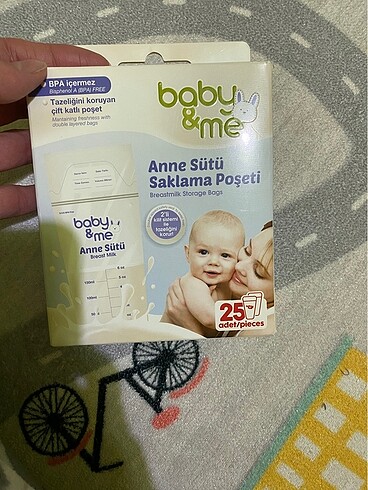 BPA içermez
Bisphenol A (BPA) FREE
Tazeliğini koruyan
çift katlı poşet
Maintaining freshness with
double layered bags
baby
&me
Anne Sütü
Saklama Poşeti
Breastmilk Storage Bags
2'li
kilit sistemi
ile
tazeliğini
korur!
baby
&me
Anne Sütü
Breast Milk
25
adet/pieces